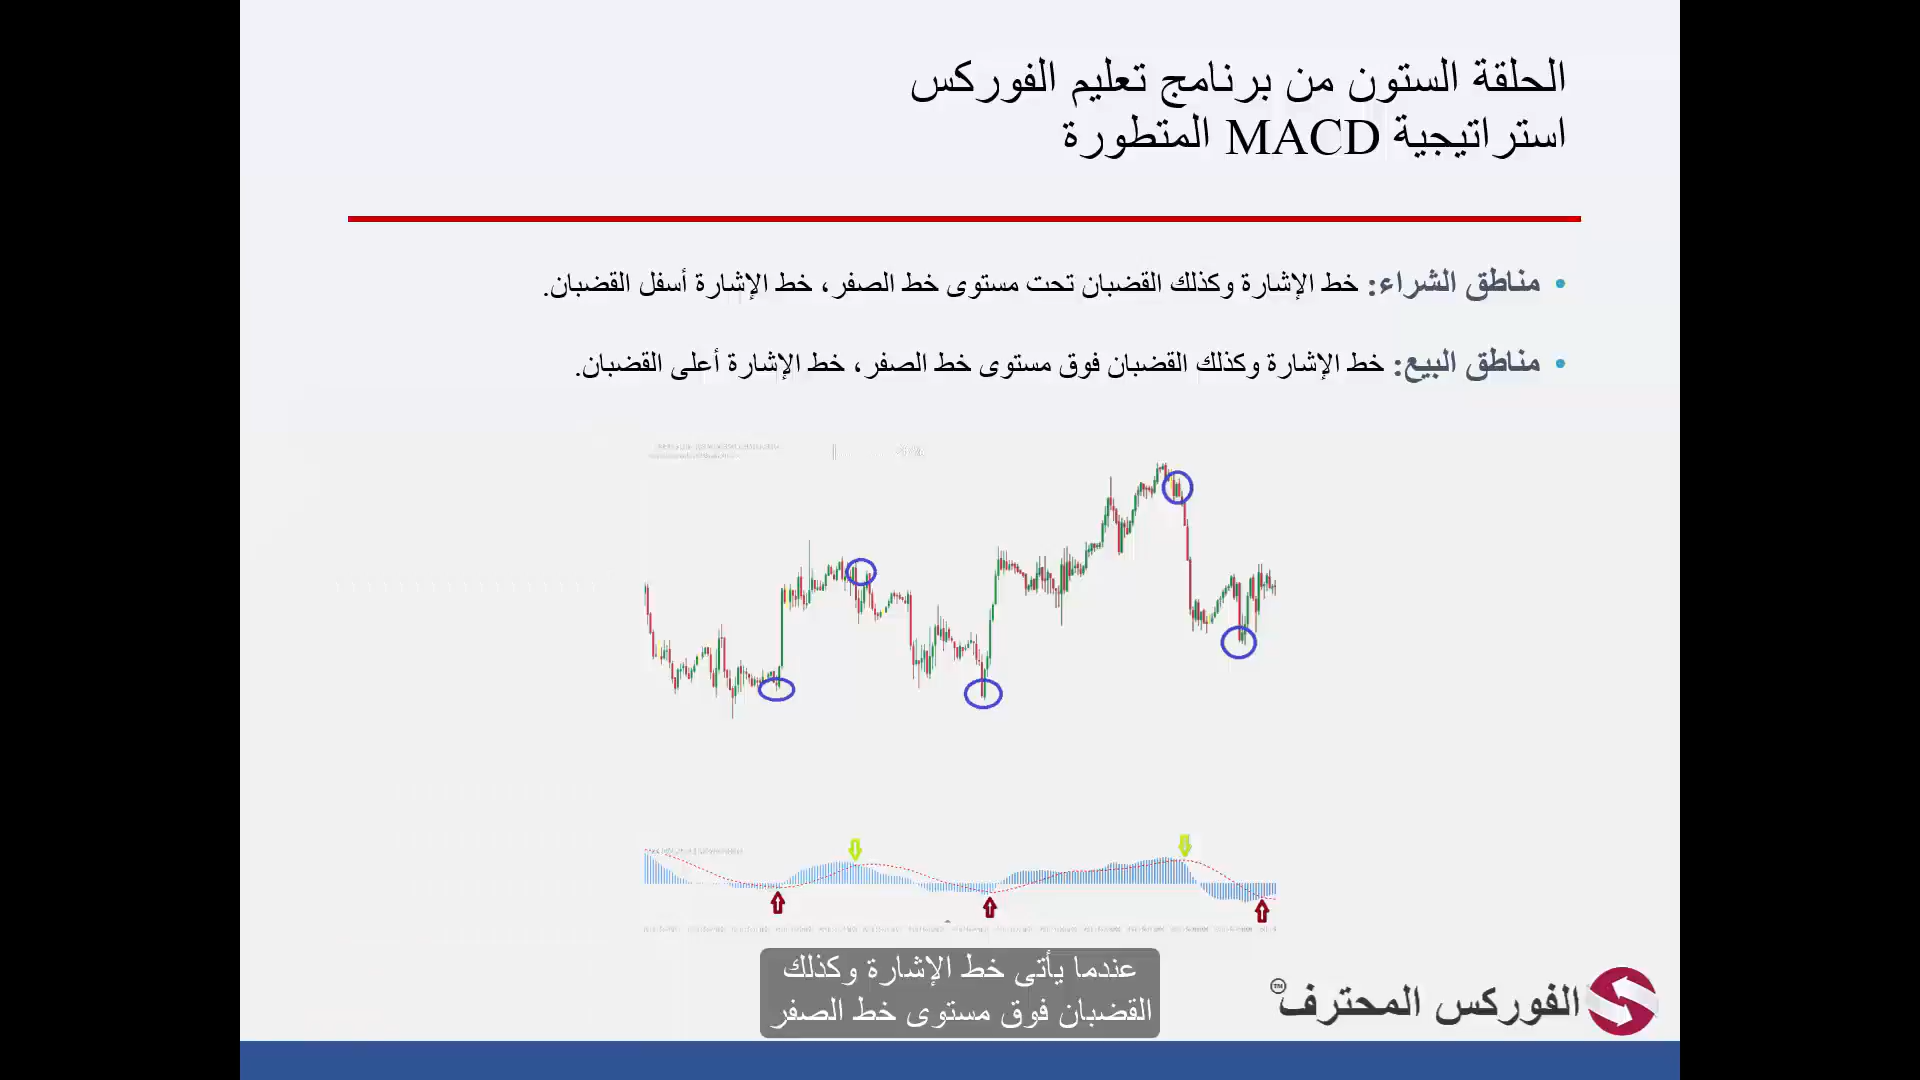 الحلقة الستون من برنامج تعليم الفوركس
استراتيجية MACD المتطورة
• مناطق الشراء: خط الإشارة وكذلك القضبان تحت مستوى خط الصفر، خط الإشارة أسفل القضبان.
• مناطق البيع: خط الإشارة وكذلك القضبان فوق مستوى خط الصفر، خط الإشارة أعلى القضبان.
عندما يأتى خط الإشارة وكذلك
القضبان فوق مستوى خط الصفر
الفوركس المحترف™